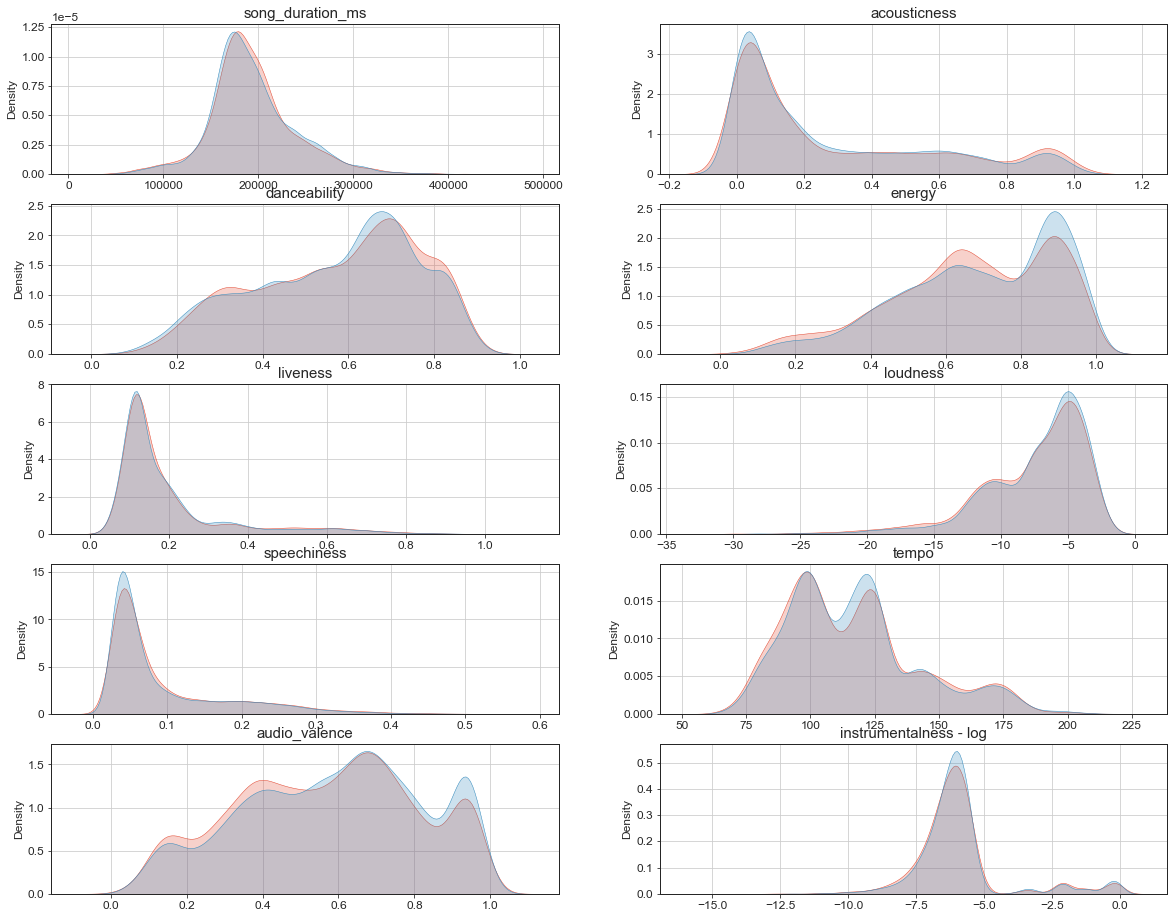 song_duration_ms
1e−5
1.25
1.00
0.75
0.50
0.25
0.00
Density
0 100000 200000 300000 400000 500000
acousticness
3
2
1
0
Density
−0.2 0.0 0.2 0.4 0.6 0.8 1.0 1.2
danceability
2.5
2.0
1.5
1.0
0.5
0.0
Density
0.0 0.2 0.4 0.6 0.8 1.0
energy
2.5
2.0
1.5
1.0
0.5
0.0
Density
0.0 0.2 0.4 0.6 0.8 1.0
liveness
8
6
4
2
0
Density
0.0 0.2 0.4 0.6 0.8 1.0
loudness
0.15
0.10
0.05
0.00
Density
−35 −30 −25 −20 −15 −10 −5 0
speechiness
15
10
5
0
Density
0.0 0.1 0.2 0.3 0.4 0.5 0.6
tempo
0.015
0.010
0.005
0.000
Density
50 75 100 125 150 175 200 225
audio_valence
1.5
1.0
0.5
0.0
Density
0.0 0.2 0.4 0.6 0.8 1.0
instrumentalness - log
0.5
0.4
0.3
0.2
0.1
0.0
Density
−15.0 −12.5 −10.0 −7.5 −5.0 −2.5 0.0